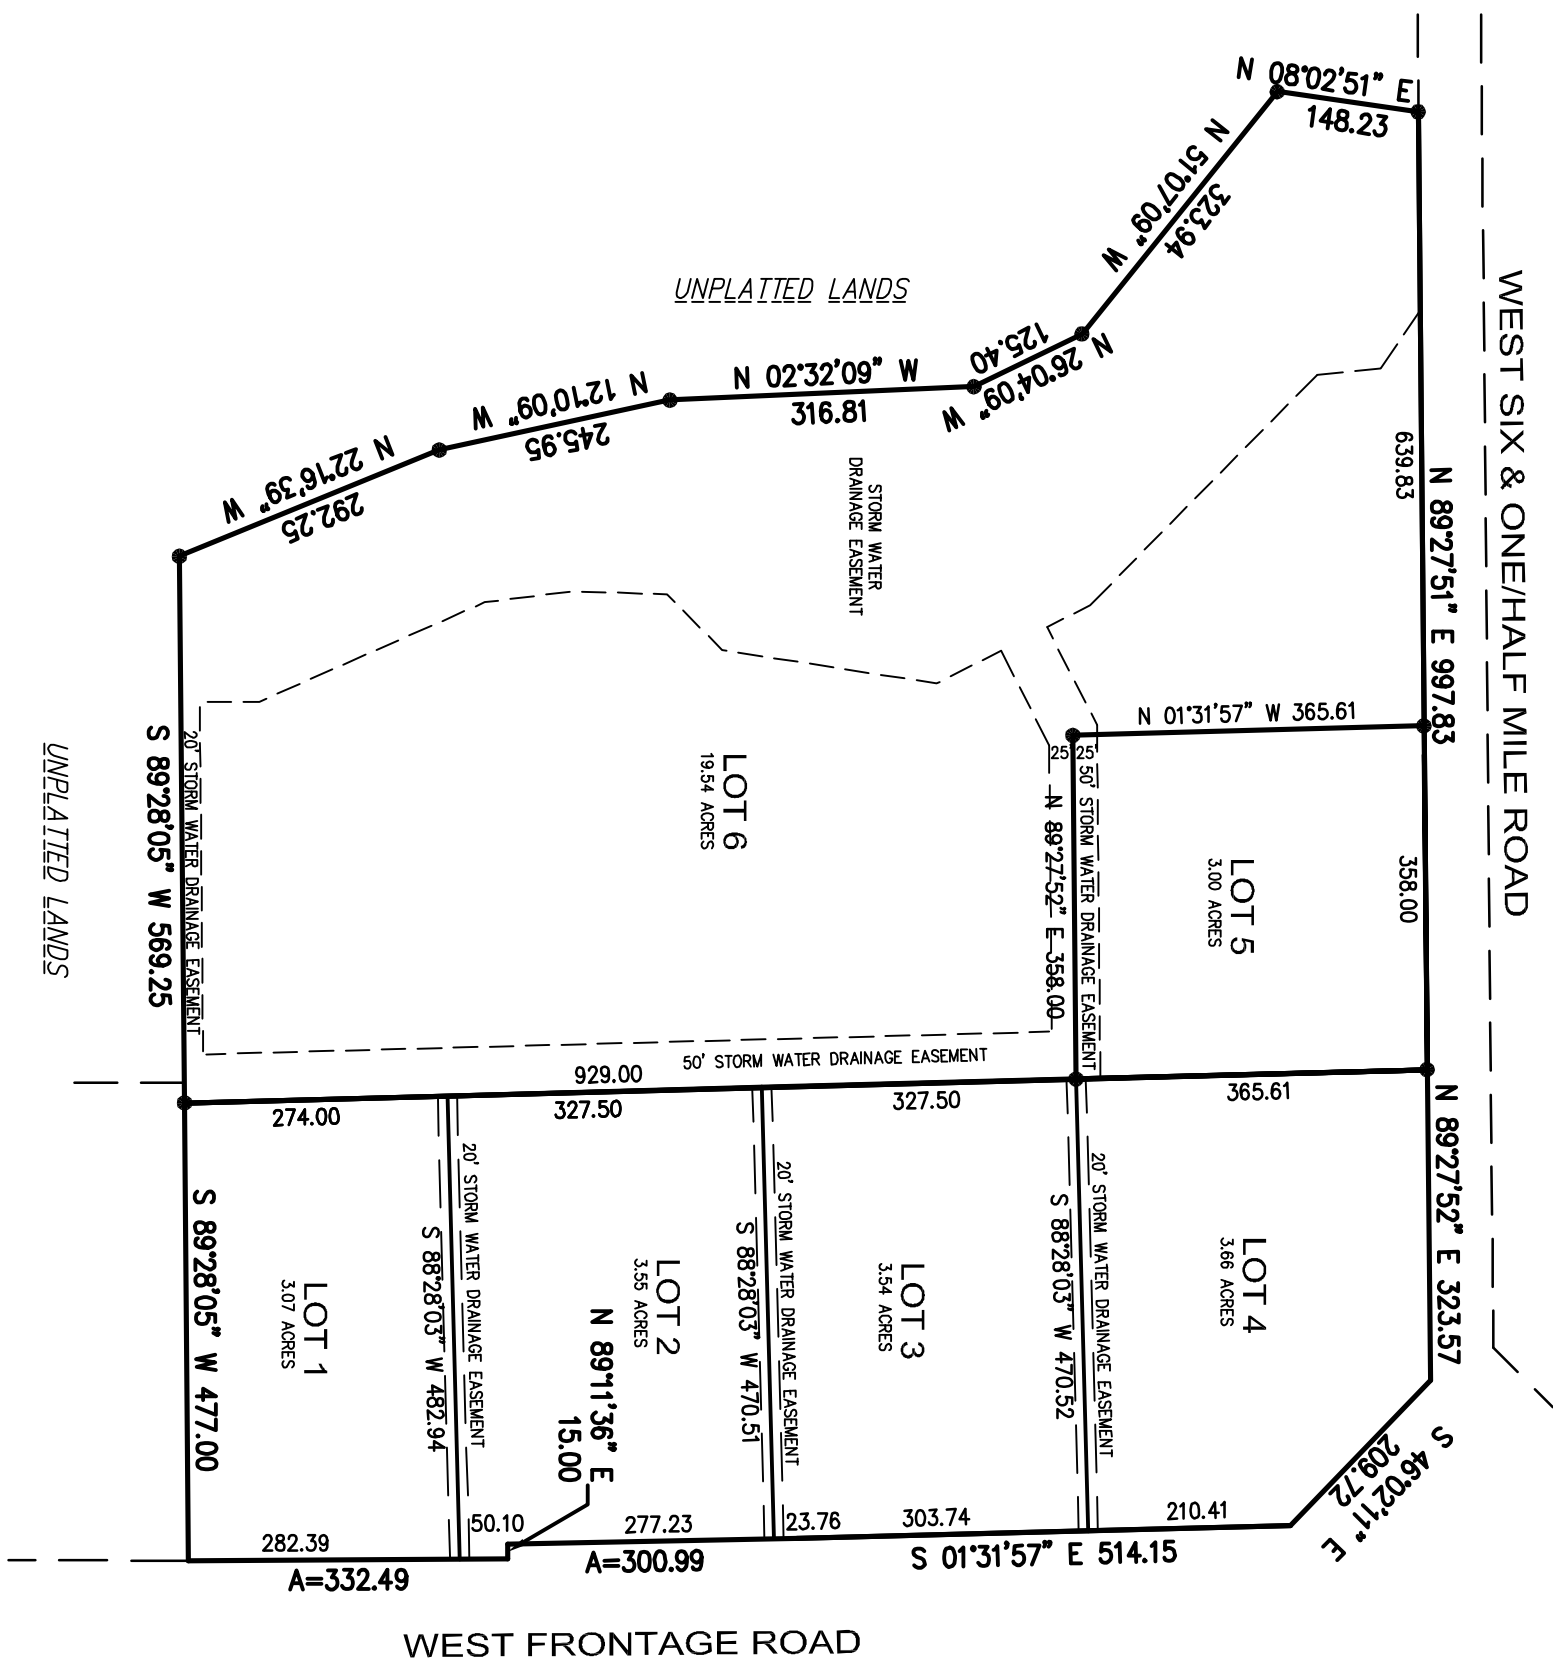 N 08°02'51" E
148.23
N 51°07'09" W
323.94
UNPLATTED LANDS
N 26°04'09" W
125.40
N 02°32'09" W
316.81
N 12°10'09" W
245.95
N 22°16'39" W
292.25
WEST SIX & ONE/HALF MILE ROAD
639.83
N 89°27'51" E 997.83
STORM WATER
DRAINAGE EASEMENT
N 01°31'57" W 365.61
25' 25'
50' STORM WATER DRAINAGE EASEMENT
N 89°27'52" E 358.00
LOT 6
19.54 ACRES
LOT 5
3.00 ACRES
358.00
UNPLATTED LANDS
S 89°28'05" W 569.25
20' STORM WATER DRAINAGE EASEMENT
50' STORM WATER DRAINAGE EASEMENT
929.00
274.00
327.50
327.50
365.61
N 89°27'52" E 323.57
S 89°28'05" W 477.00
LOT 1
3.07 ACRES
S 88°28'03" W 482.94
20' STORM WATER DRAINAGE EASEMENT
LOT 2
3.55 ACRES
N 89°11'36" E
15.00
S 88°28'03" W 470.51
20' STORM WATER DRAINAGE EASEMENT
LOT 3
3.54 ACRES
S 88°28'03" W 470.52
20' STORM WATER DRAINAGE EASEMENT
LOT 4
3.66 ACRES
S 46°02'11" E
209.72
282.39
50.10
277.23
23.76
303.74
210.41
A=332.49
A=300.99
S 01°31'57" E 514.15
WEST FRONTAGE ROAD